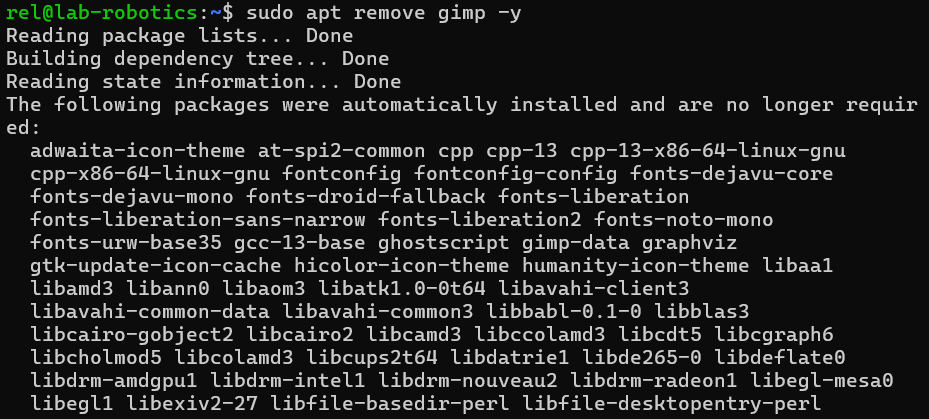 rel@lab-robotics:~$ sudo apt remove gimp -y
Reading package lists... Done
Building dependency tree... Done
Reading state information... Done
The following packages were automatically installed and are no longer requir
ed:
  adwaita-icon-theme at-spi2-common cpp cpp-13 cpp-13-x86-64-linux-gnu
  cpp-x86-64-linux-gnu fontconfig fontconfig-config fonts-dejavu-core
  fonts-dejavu-mono fonts-droid-fallback fonts-liberation
  fonts-liberation-sans-narrow fonts-liberation2 fonts-noto-mono
  fonts-urw-base35 gcc-13-base ghostscript gimp-data graphviz
  gtk-update-icon-cache hicolor-icon-theme humanity-icon-theme libaa1
  libamd3 libann0 libaom3 libatk1.0-0t64 libavahi-client3
  libavahi-common-data libavahi-common3 libbabl-0.1-0 libblas3
  libcairo-gobject2 libcairo2 libcamd3 libccolamd3 libcdt5 libcgraph6
  libcholmod5 libcolamd3 libcups2t64 libdatrie1 libde265-0 libdeflate0
  libdrm-amdgpu1 libdrm-intel1 libdrm-nouveau2 libdrm-radeon1 libegl-mesa0
  libegl1 libexiv2-27 libfile-basedir-perl libfile-desktopentry-perl